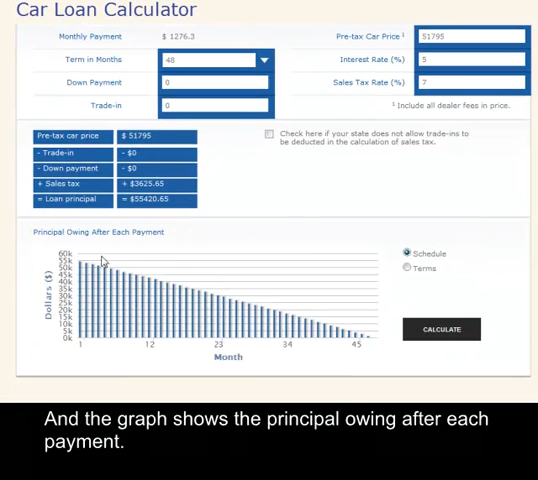 Car Loan Calculator
Monthly Payment $ 1276.3 Pre-tax Car Price ¹ 51795
Term in Months 48 Interest Rate (%) 5
Down Payment 0 Sales Tax Rate (%) 7
Trade-in 0 ¹ Include all dealer fees in price.
Pre-tax car price $ 51795
- Trade-in - $0
- Down payment - $0
+ Sales tax + $3625.65
= Loan principal = $55420.65
Check here if your state does not allow trade-ins to
be deducted in the calculation of sales tax.
Principal Owing After Each Payment
Schedule
Terms
CALCULATE
60k
55k
50k
45k
40k
35k
30k
25k
20k
15k
10k
5k
0k
Dollars ($)
1 12 23 34 45
Month
And the graph shows the principal owing after each
payment.